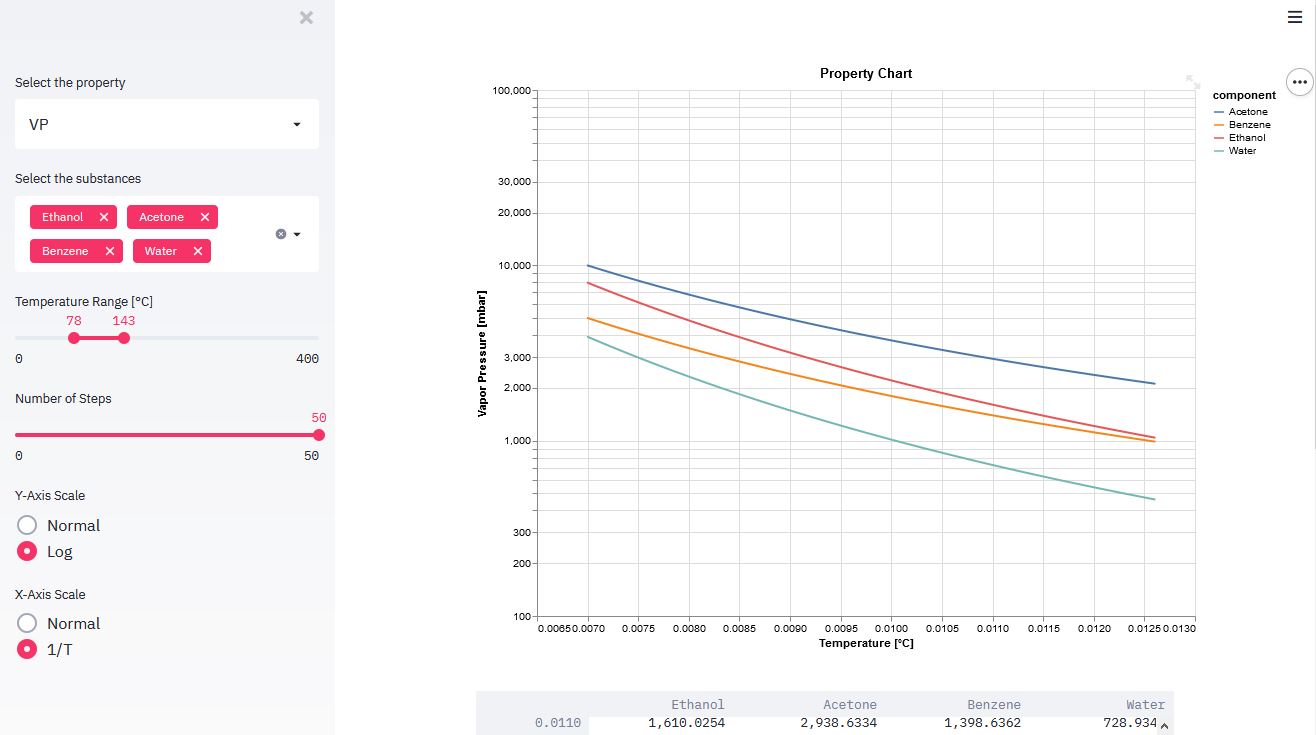 Select the property
VP
Select the substances
Ethanol
Acetone
Benzene
Water
Temperature Range [°C]
78 143
0 400
Number of Steps
50
0 50
Y-Axis Scale
Normal
Log
X-Axis Scale
Normal
1/T
Property Chart
100,000
30,000
20,000
10,000
3,000
2,000
1,000
300
200
100
Vapor Pressure [mbar]
0.0065 0.0070 0.0075 0.0080 0.0085 0.0090 0.0095 0.0100 0.0105 0.0110 0.0115 0.0120 0.0125 0.0130
Temperature [°C]
component
Acetone
Benzene
Ethanol
Water
Ethanol Acetone Benzene Water
0.0110 1,610.0254 2,938.6334 1,398.6362 728.934